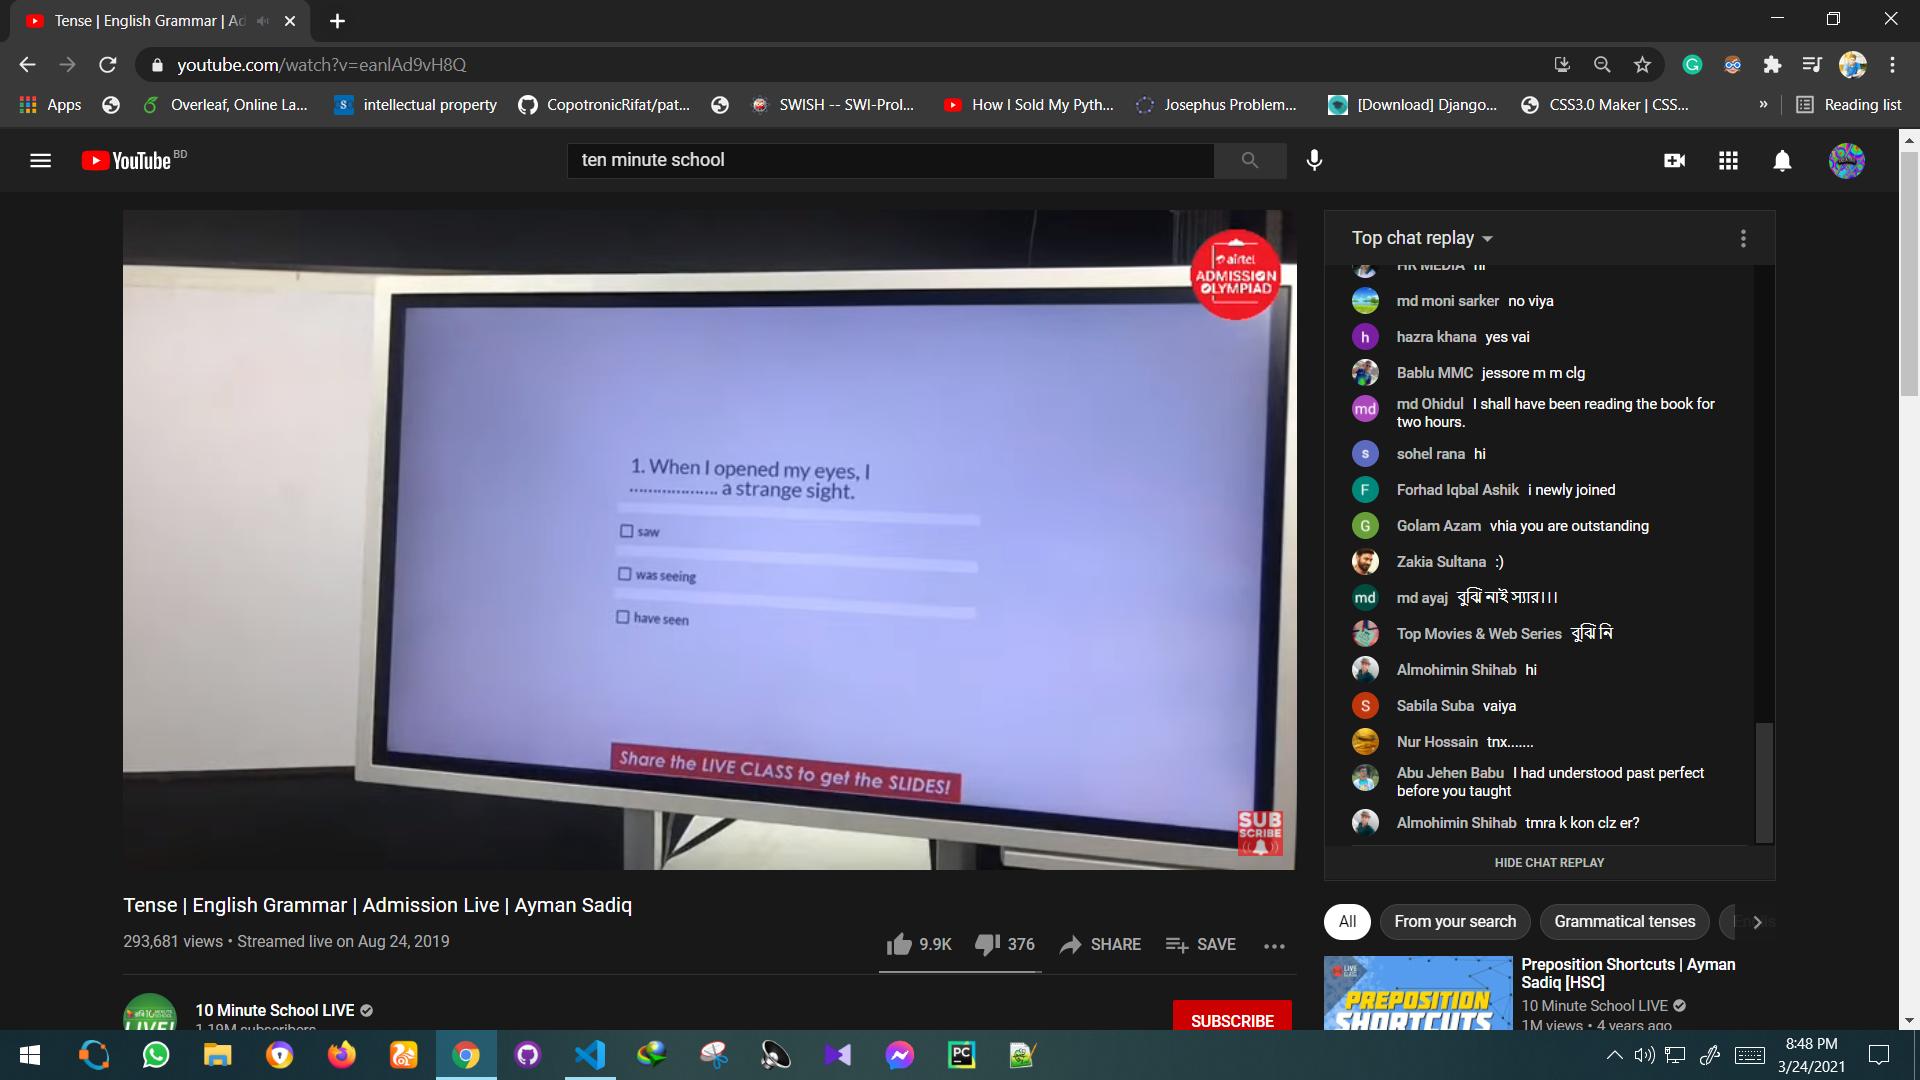 Tense | English Grammar | Ad
youtube.com/watch?v=eanlAd9vH8Q
Apps
Overleaf, Online La...
intellectual property
CopotronicRifat/pat...
SWISH -- SWI-Prol...
How I Sold My Pyth...
Josephus Problem...
[Download] Django...
CSS3.0 Maker | CSS...
»
Reading list
YouTube BD
ten minute school
airtel
ADMISSION
OLYMPIAD
1. When I opened my eyes, I
.................. a strange sight.
saw
was seeing
have seen
Share the LIVE CLASS to get the SLIDES!
SUB
SCRIBE
Top chat replay
HR MEDIA hi
md moni sarker no viya
h hazra khana yes vai
Bablu MMC jessore m m clg
md md Ohidul I shall have been reading the book for
two hours.
s sohel rana hi
F Forhad Iqbal Ashik i newly joined
G Golam Azam vhia you are outstanding
Zakia Sultana :)
md md ayaj বুঝি নাই স্যার।।।
Top Movies & Web Series বুঝি নি
Almohimin Shihab hi
S Sabila Suba vaiya
Nur Hossain tnx.......
Abu Jehen Babu I had understood past perfect
before you taught
Almohimin Shihab tmra k kon clz er?
HIDE CHAT REPLAY
Tense | English Grammar | Admission Live | Ayman Sadiq
293,681 views • Streamed live on Aug 24, 2019
9.9K
376
SHARE
SAVE
10 Minute School LIVE
1.19M subscribers
SUBSCRIBE
All
From your search
Grammatical tenses
LIVE
PREPOSITION
SHORTCUTS
Preposition Shortcuts | Ayman
Sadiq [HSC]
10 Minute School LIVE
1M views • 4 years ago
PC
8:48 PM
3/24/2021